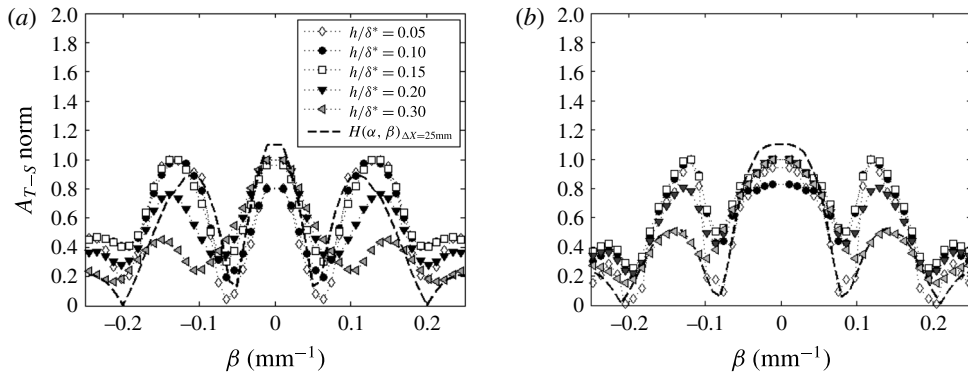 (a)
2.0
1.8
1.6
1.4
1.2
1.0
0.8
0.6
0.4
0.2
0
A_{T–S} norm
h/δ* = 0.05
h/δ* = 0.10
h/δ* = 0.15
h/δ* = 0.20
h/δ* = 0.30
H(α, β)_{ΔX=25mm}
–0.2 –0.1 0 0.1 0.2
β (mm⁻¹)
(b)
2.0
1.8
1.6
1.4
1.2
1.0
0.8
0.6
0.4
0.2
0
–0.2 –0.1 0 0.1 0.2
β (mm⁻¹)